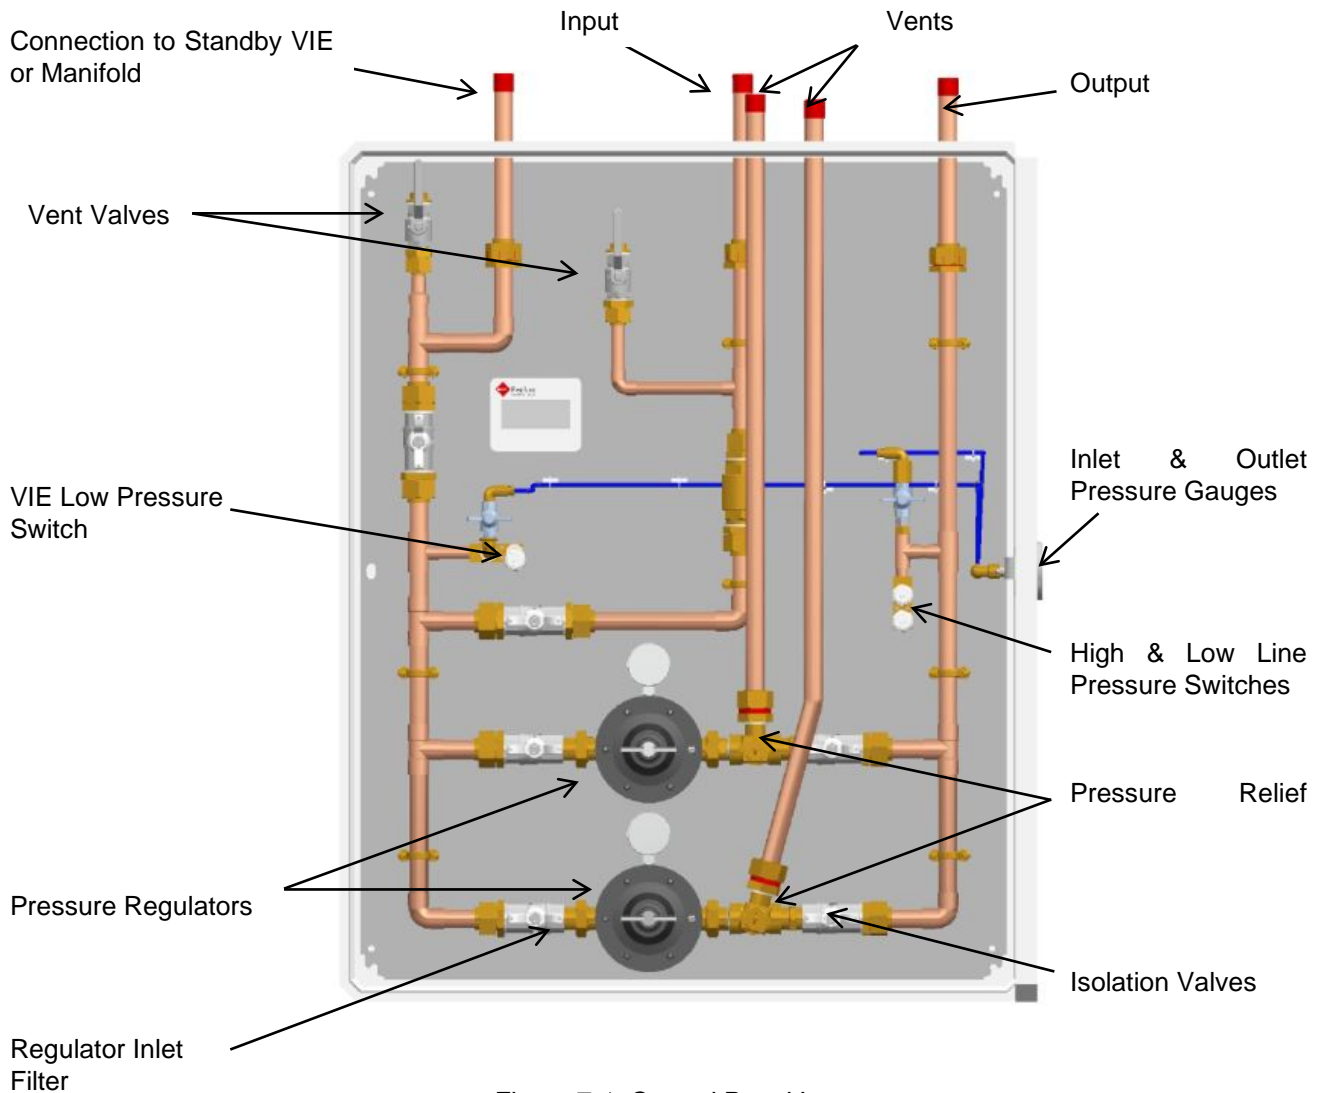 Input
Vents
Connection to Standby VIE
or Manifold
Output
Vent Valves
Inlet & Outlet
Pressure Gauges
VIE Low Pressure
Switch
High & Low Line
Pressure Switches
Pressure Relief
Pressure Regulators
Isolation Valves
Regulator Inlet
Filter